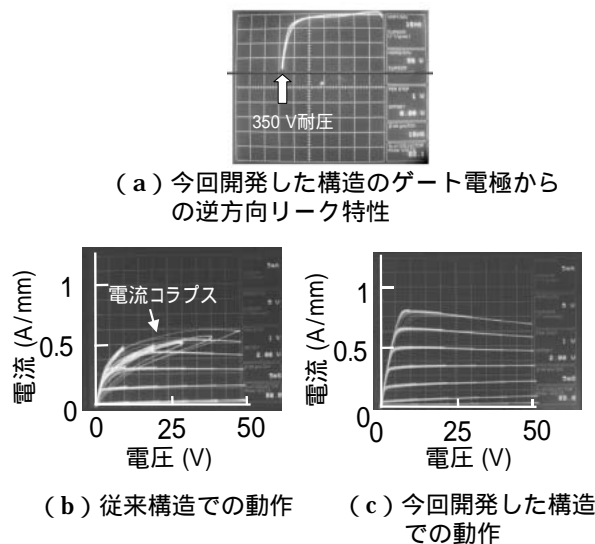 350 V耐圧
(a)今回開発した構造のゲート電極から
の逆方向リーク特性
電流 (A/mm)
1
0.5
0
電流コラプス
0
25
50
電圧 (V)
電流 (A/mm)
1
0.5
0
0
25
50
電圧 (V)
(b)従来構造での動作
(c)今回開発した構造
での動作